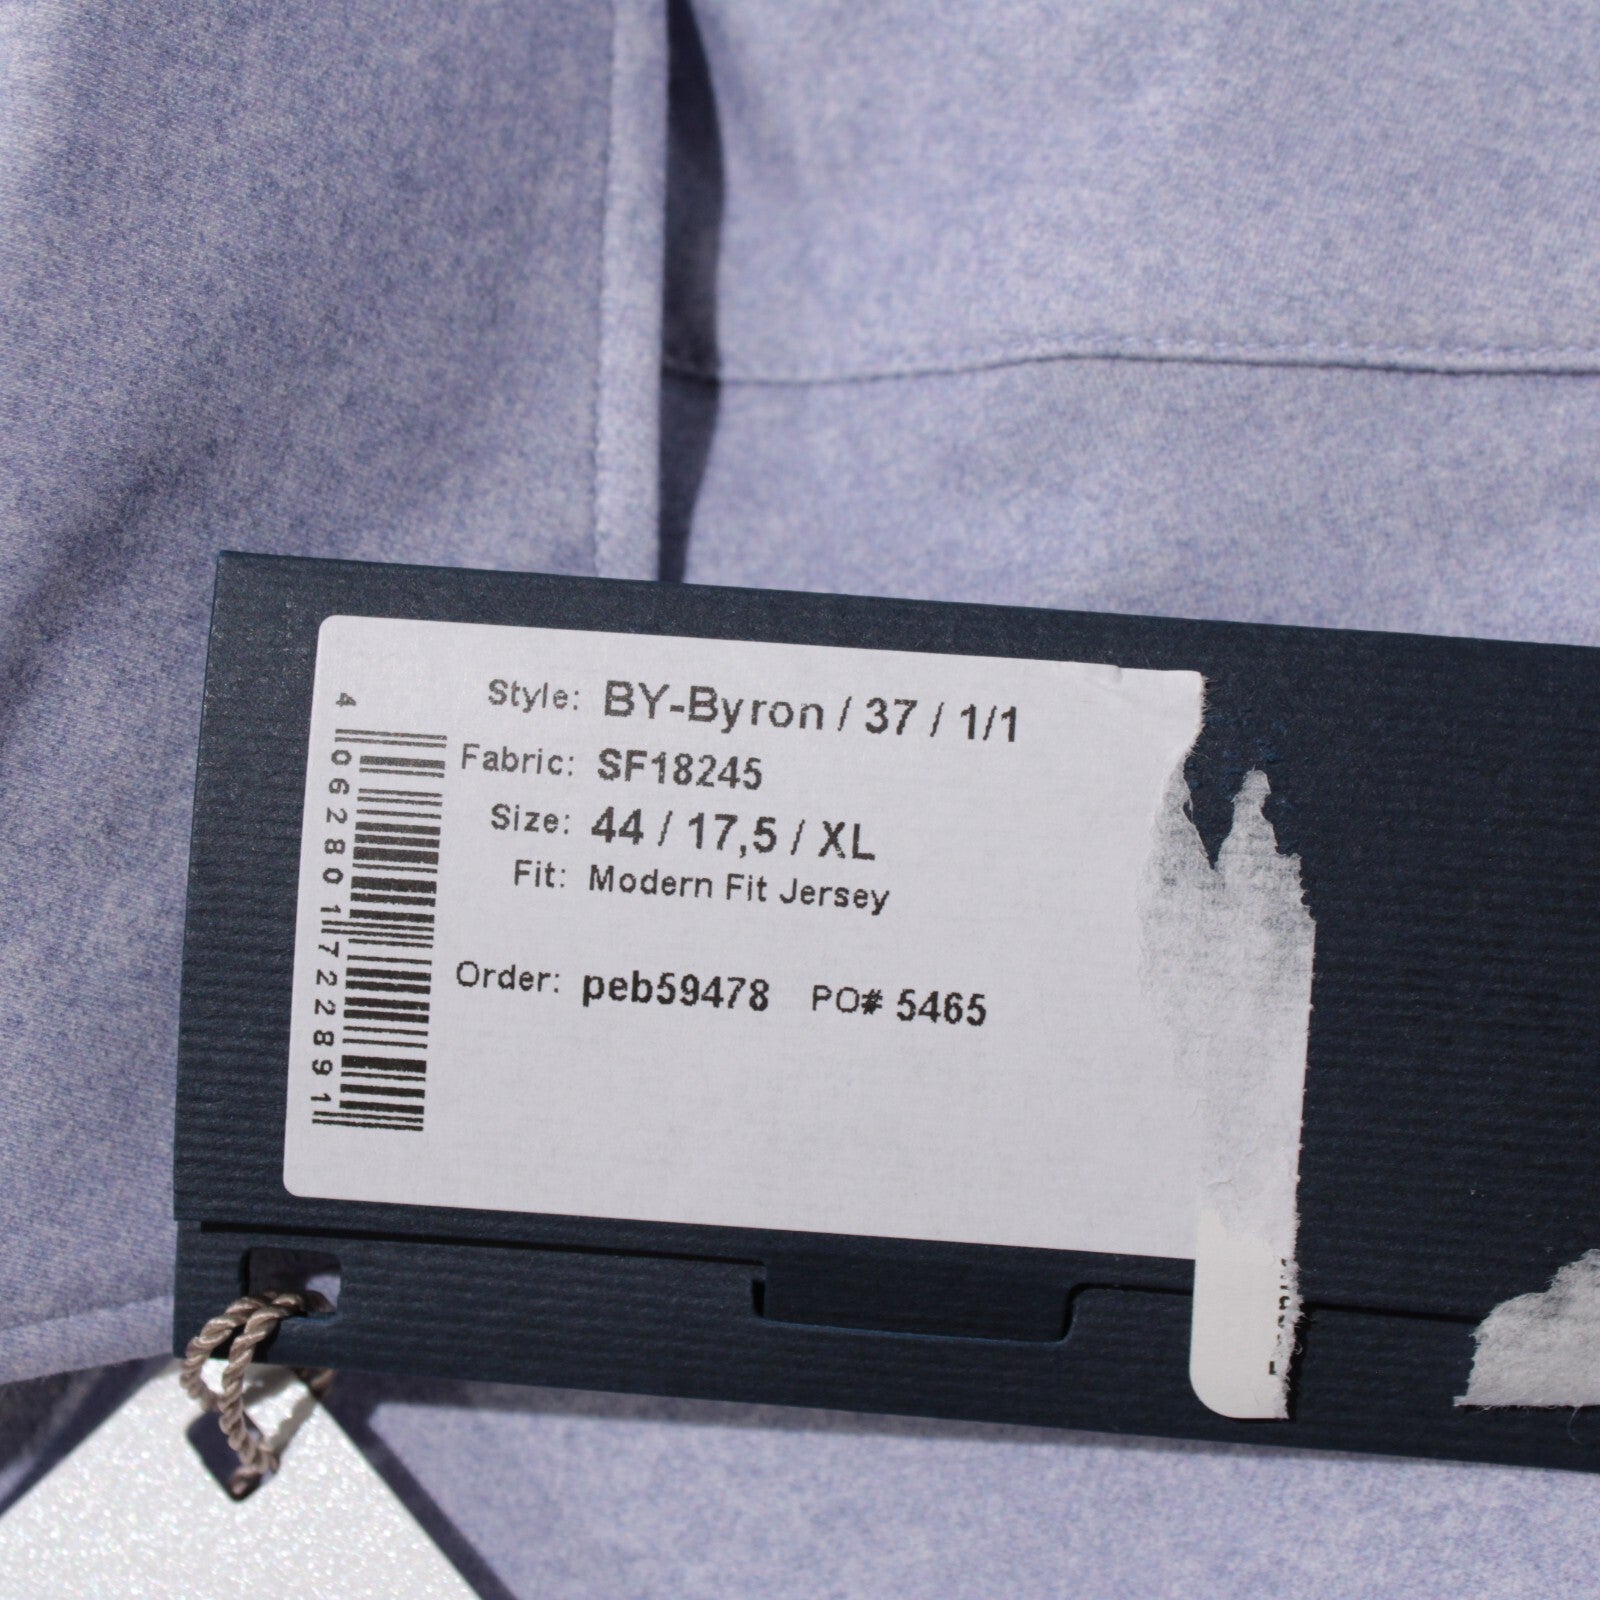 Style: BY-Byron / 37 / 1/1
Fabric: SF18245
Size: 44 / 17,5 / XL
Fit: Modern Fit Jersey
Order: peb59478 PO# 5465
4 062801 722891